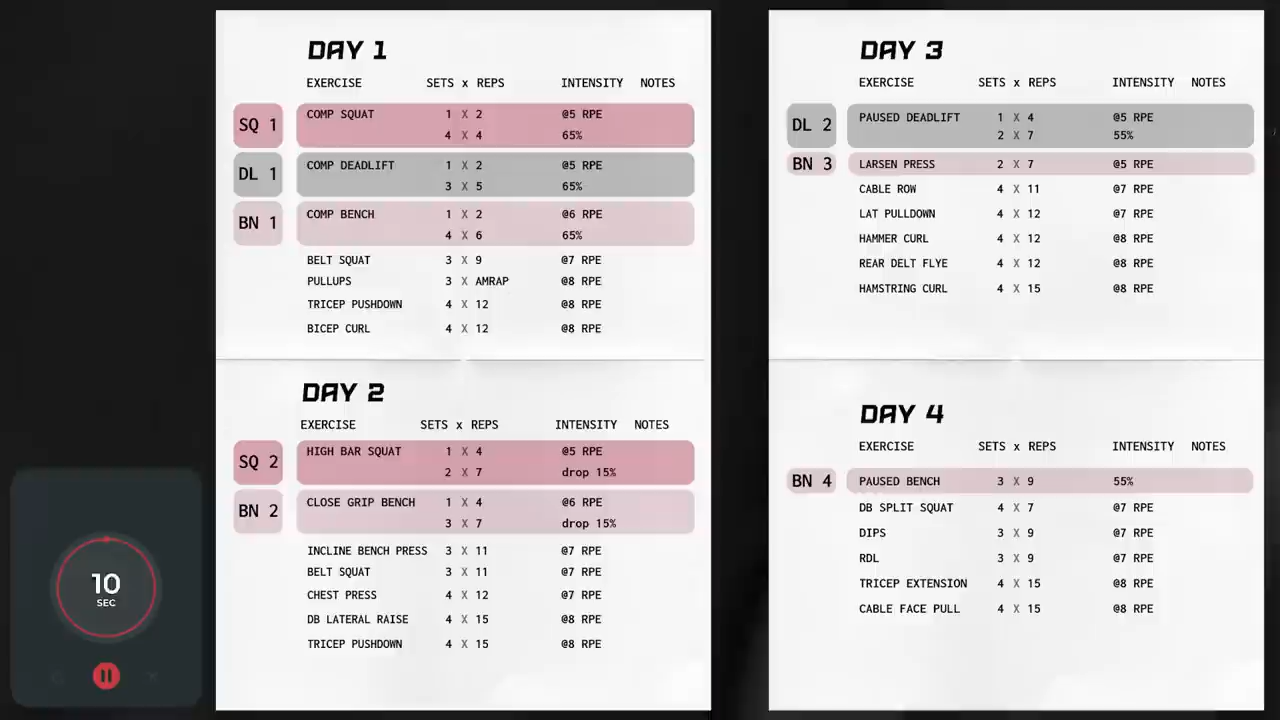 DAY 1
EXERCISE SETS x REPS INTENSITY NOTES
SQ 1 COMP SQUAT 1 X 2 @5 RPE
4 X 4 65%
DL 1 COMP DEADLIFT 1 X 2 @5 RPE
3 X 5 65%
BN 1 COMP BENCH 1 X 2 @6 RPE
4 X 6 65%
BELT SQUAT 3 X 9 @7 RPE
PULLUPS 3 X AMRAP @8 RPE
TRICEP PUSHDOWN 4 X 12 @8 RPE
BICEP CURL 4 X 12 @8 RPE
DAY 2
EXERCISE SETS x REPS INTENSITY NOTES
SQ 2 HIGH BAR SQUAT 1 X 4 @5 RPE
2 X 7 drop 15%
BN 2 CLOSE GRIP BENCH 1 X 4 @6 RPE
3 X 7 drop 15%
INCLINE BENCH PRESS 3 X 11 @7 RPE
BELT SQUAT 3 X 11 @7 RPE
CHEST PRESS 4 X 12 @7 RPE
DB LATERAL RAISE 4 X 15 @8 RPE
TRICEP PUSHDOWN 4 X 15 @8 RPE
DAY 3
EXERCISE SETS x REPS INTENSITY NOTES
DL 2 PAUSED DEADLIFT 1 X 4 @5 RPE
2 X 7 55%
BN 3 LARSEN PRESS 2 X 7 @5 RPE
CABLE ROW 4 X 11 @7 RPE
LAT PULLDOWN 4 X 12 @7 RPE
HAMMER CURL 4 X 12 @8 RPE
REAR DELT FLYE 4 X 12 @8 RPE
HAMSTRING CURL 4 X 15 @8 RPE
DAY 4
EXERCISE SETS x REPS INTENSITY NOTES
BN 4 PAUSED BENCH 3 X 9 55%
DB SPLIT SQUAT 4 X 7 @7 RPE
DIPS 3 X 9 @7 RPE
RDL 3 X 9 @7 RPE
TRICEP EXTENSION 4 X 15 @8 RPE
CABLE FACE PULL 4 X 15 @8 RPE
10
SEC